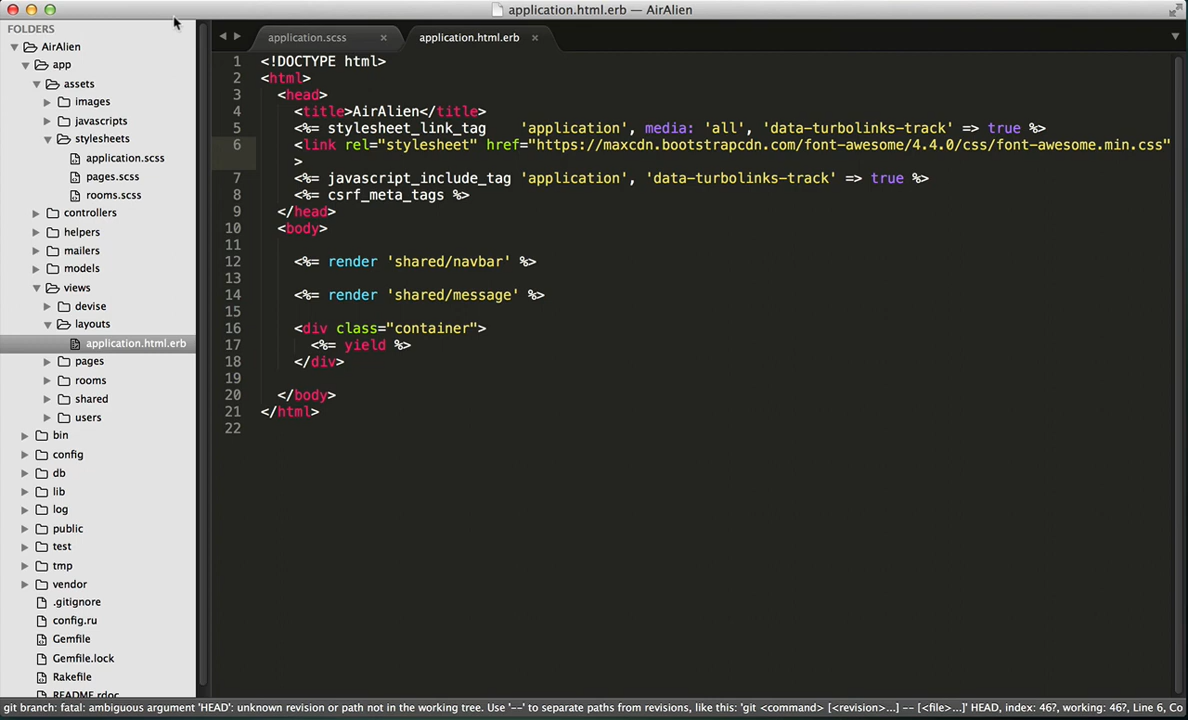 application.html.erb — AirAlien
FOLDERS
AirAlien
app
assets
images
javascripts
stylesheets
application.scss
pages.scss
rooms.scss
controllers
helpers
mailers
models
views
devise
layouts
application.html.erb
pages
rooms
shared
users
bin
config
db
lib
log
public
test
tmp
vendor
.gitignore
config.ru
Gemfile
Gemfile.lock
Rakefile
README.rdoc
application.scss
application.html.erb
1 <!DOCTYPE html>
2 <html>
3 <head>
4 <title>AirAlien</title>
5 <%= stylesheet_link_tag 'application', media: 'all', 'data-turbolinks-track' => true %>
6 <link rel="stylesheet" href="https://maxcdn.bootstrapcdn.com/font-awesome/4.4.0/css/font-awesome.min.css"
>
7 <%= javascript_include_tag 'application', 'data-turbolinks-track' => true %>
8 <%= csrf_meta_tags %>
9 </head>
10 <body>
11
12 <%= render 'shared/navbar' %>
13
14 <%= render 'shared/message' %>
15
16 <div class="container">
17 <%= yield %>
18 </div>
19
20 </body>
21 </html>
22
git branch: fatal: ambiguous argument 'HEAD': unknown revision or path not in the working tree. Use '--' to separate paths from revisions, like this: 'git <command> [<revision>...] -- [<file>...]' HEAD, index: 46?, working: 46?, Line 6, Co